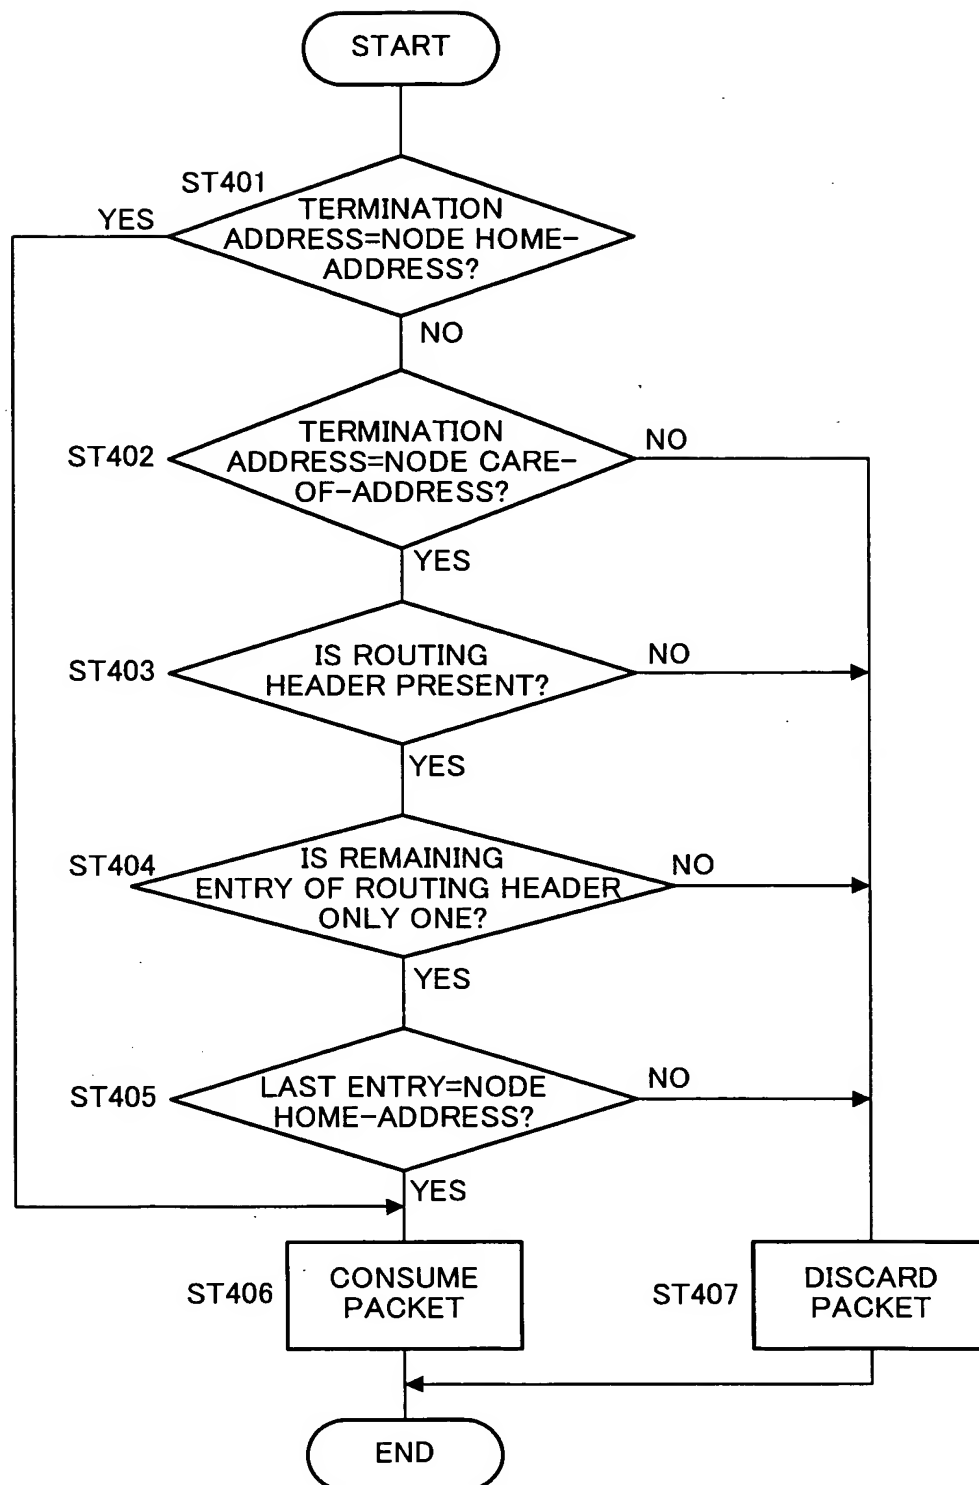 START
ST401
TERMINATION
ADDRESS=NODE HOME-
ADDRESS?
YES
NO
ST402
TERMINATION
ADDRESS=NODE CARE-
OF-ADDRESS?
NO
YES
ST403
IS ROUTING
HEADER PRESENT?
NO
YES
ST404
IS REMAINING
ENTRY OF ROUTING HEADER
ONLY ONE?
NO
YES
ST405
LAST ENTRY=NODE
HOME-ADDRESS?
NO
YES
ST406
CONSUME
PACKET
ST407
DISCARD
PACKET
END